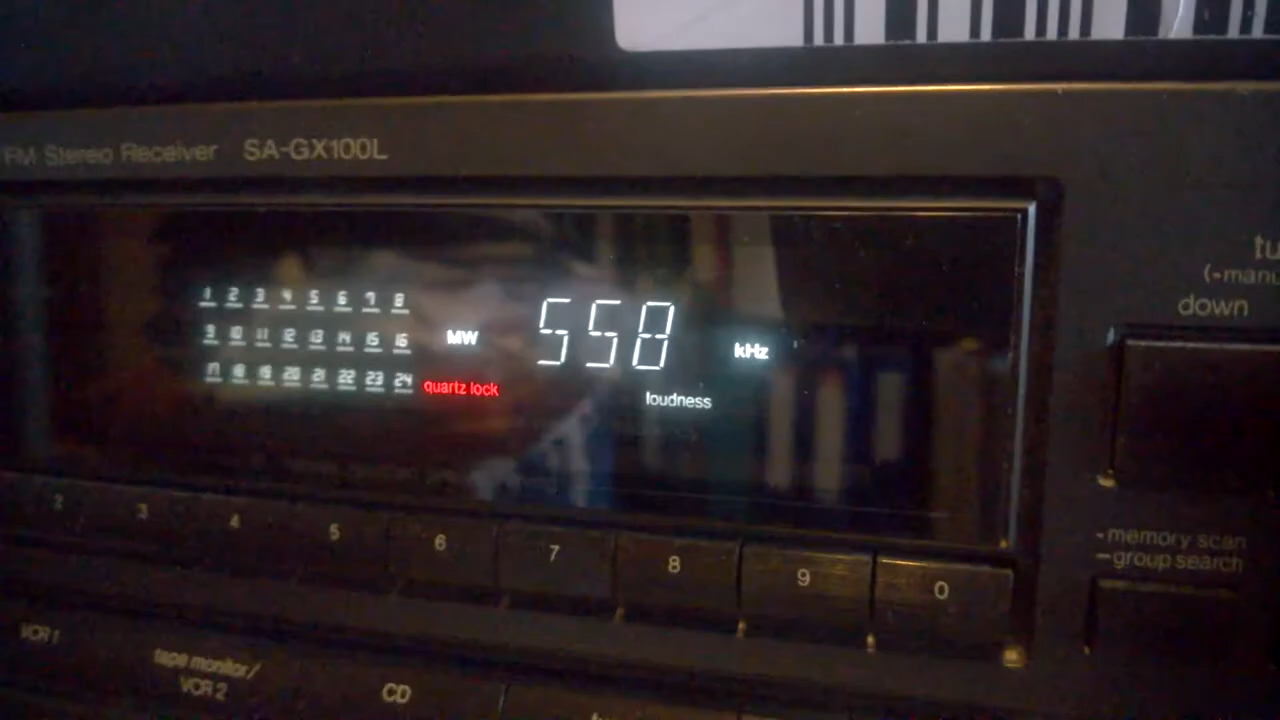 FM Stereo Receiver SA-GX100L
1 2 3 4 5 6 7 8
9 10 11 12 13 14 15 16
17 18 19 20 21 22 23 24
MW
quartz lock
558 kHz
loudness
down
-memory scan
-group search
2 3 4 5 6 7 8 9 0
VCR 1
tape monitor/
VCR 2
CD